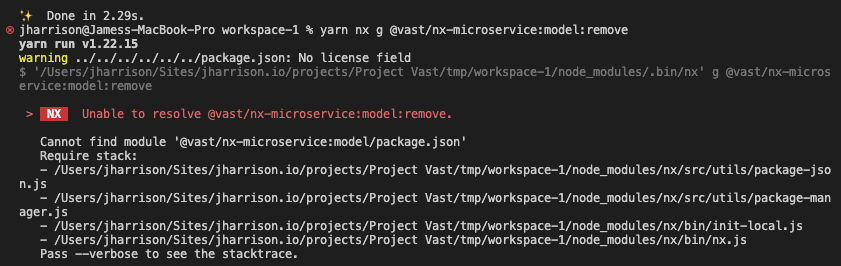 ✨  Done in 2.29s.
jharrison@Jamess-MacBook-Pro workspace-1 % yarn nx g @vast/nx-microservice:model:remove
yarn run v1.22.15
warning ../../../../../../package.json: No license field
$ '/Users/jharrison/Sites/jharrison.io/projects/Project Vast/tmp/workspace-1/node_modules/.bin/nx' g @vast/nx-micros
ervice:model:remove
>  NX   Unable to resolve @vast/nx-microservice:model:remove.
Cannot find module '@vast/nx-microservice:model/package.json'
Require stack:
- /Users/jharrison/Sites/jharrison.io/projects/Project Vast/tmp/workspace-1/node_modules/nx/src/utils/package-jso
n.js
- /Users/jharrison/Sites/jharrison.io/projects/Project Vast/tmp/workspace-1/node_modules/nx/src/utils/package-man
ager.js
- /Users/jharrison/Sites/jharrison.io/projects/Project Vast/tmp/workspace-1/node_modules/nx/bin/init-local.js
- /Users/jharrison/Sites/jharrison.io/projects/Project Vast/tmp/workspace-1/node_modules/nx/bin/nx.js
Pass --verbose to see the stacktrace.